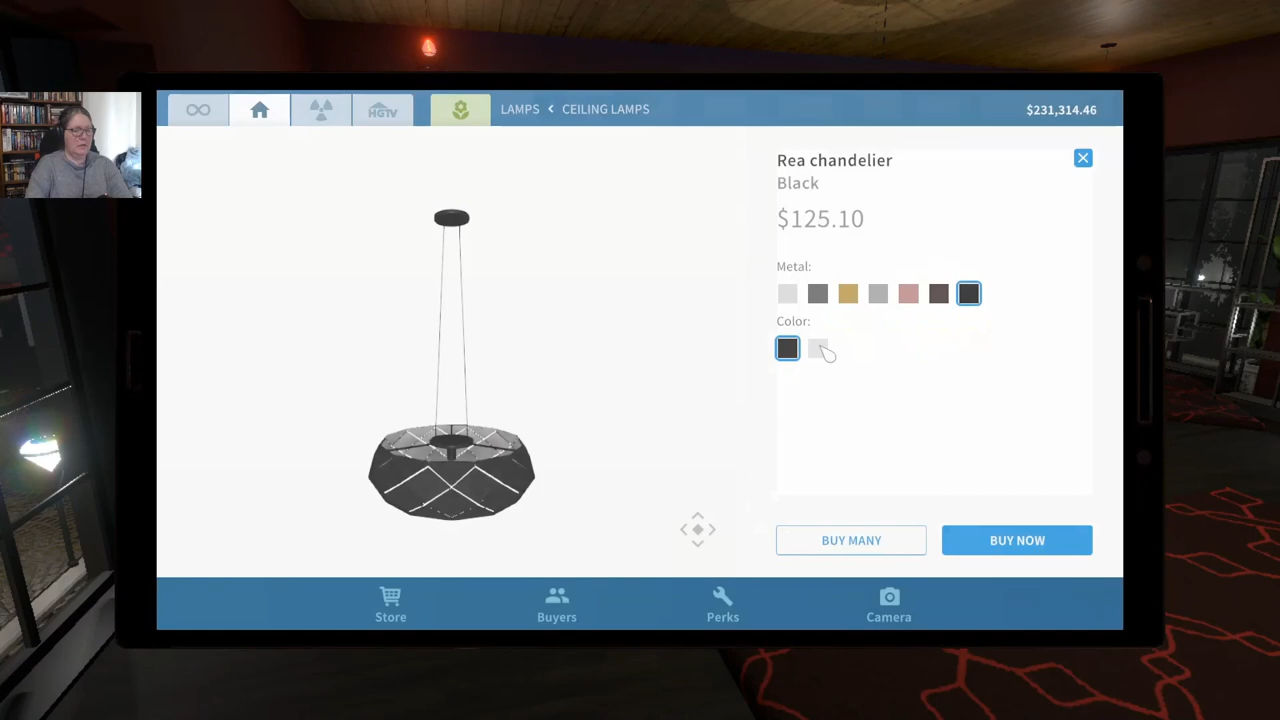 HGTV
LAMPS < CEILING LAMPS
$231,314.46
Rea chandelier
Black
$125.10
Metal:
Color:
BUY MANY
BUY NOW
Store
Buyers
Perks
Camera